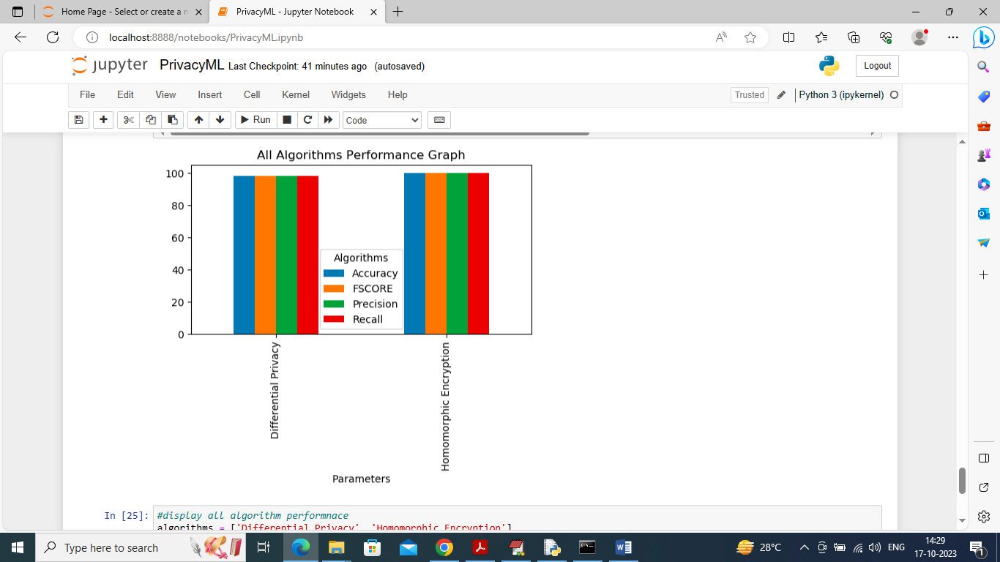 Home Page - Select or create a n
PrivacyML - Jupyter Notebook
localhost:8888/notebooks/PrivacyML.ipynb
jupyter PrivacyML Last Checkpoint: 41 minutes ago (autosaved)
Logout
File Edit View Insert Cell Kernel Widgets Help
Trusted Python 3 (ipykernel)
Run Code
All Algorithms Performance Graph
100
80
60
40
20
0
Algorithms
Accuracy
FSCORE
Precision
Recall
Differential Privacy
Homomorphic Encryption
Parameters
In [25]: #display all algorithm performnace
algorithms = ['Differential Privacy', 'Homomorphic Encryption']
Type here to search
28°C
ENG
14:29
17-10-2023
1